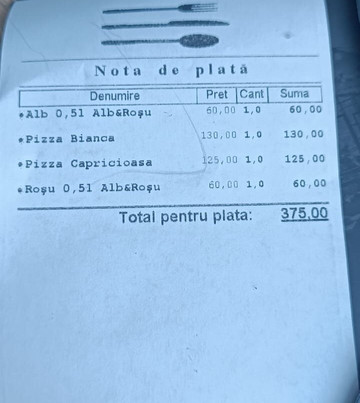 Nota de plată
Denumire Pret Cant Suma
*Alb 0,5l Alb&Roşu 60,00 1,0 60,00
*Pizza Bianca 130,00 1,0 130,00
*Pizza Capricioasa 125,00 1,0 125,00
*Roşu 0,5l Alb&Roşu 60,00 1,0 60,00
Total pentru plata: 375,00